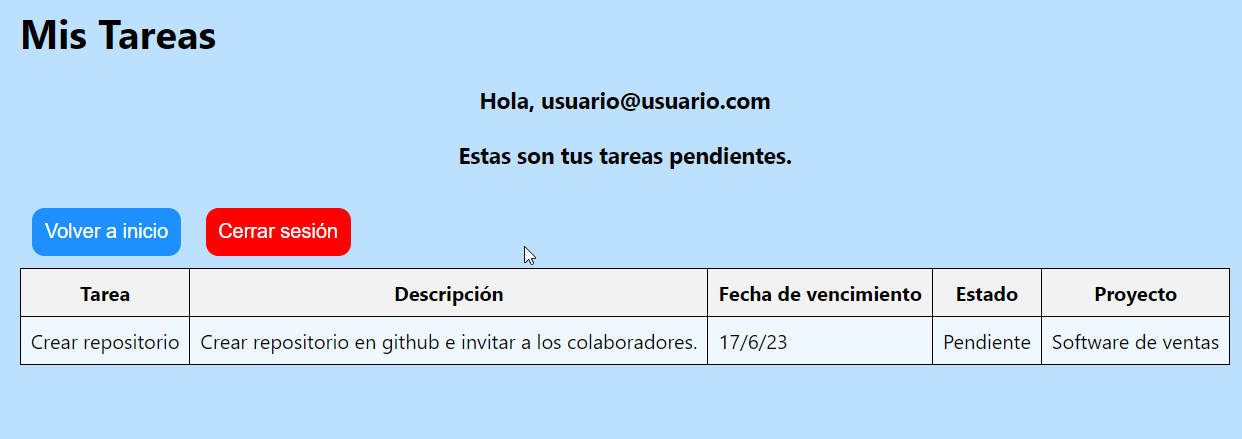 Mis Tareas
Hola, usuario@usuario.com
Estas son tus tareas pendientes.
Volver a inicio Cerrar sesión
Tarea Descripción Fecha de vencimiento Estado Proyecto
Crear repositorio Crear repositorio en github e invitar a los colaboradores. 17/6/23 Pendiente Software de ventas